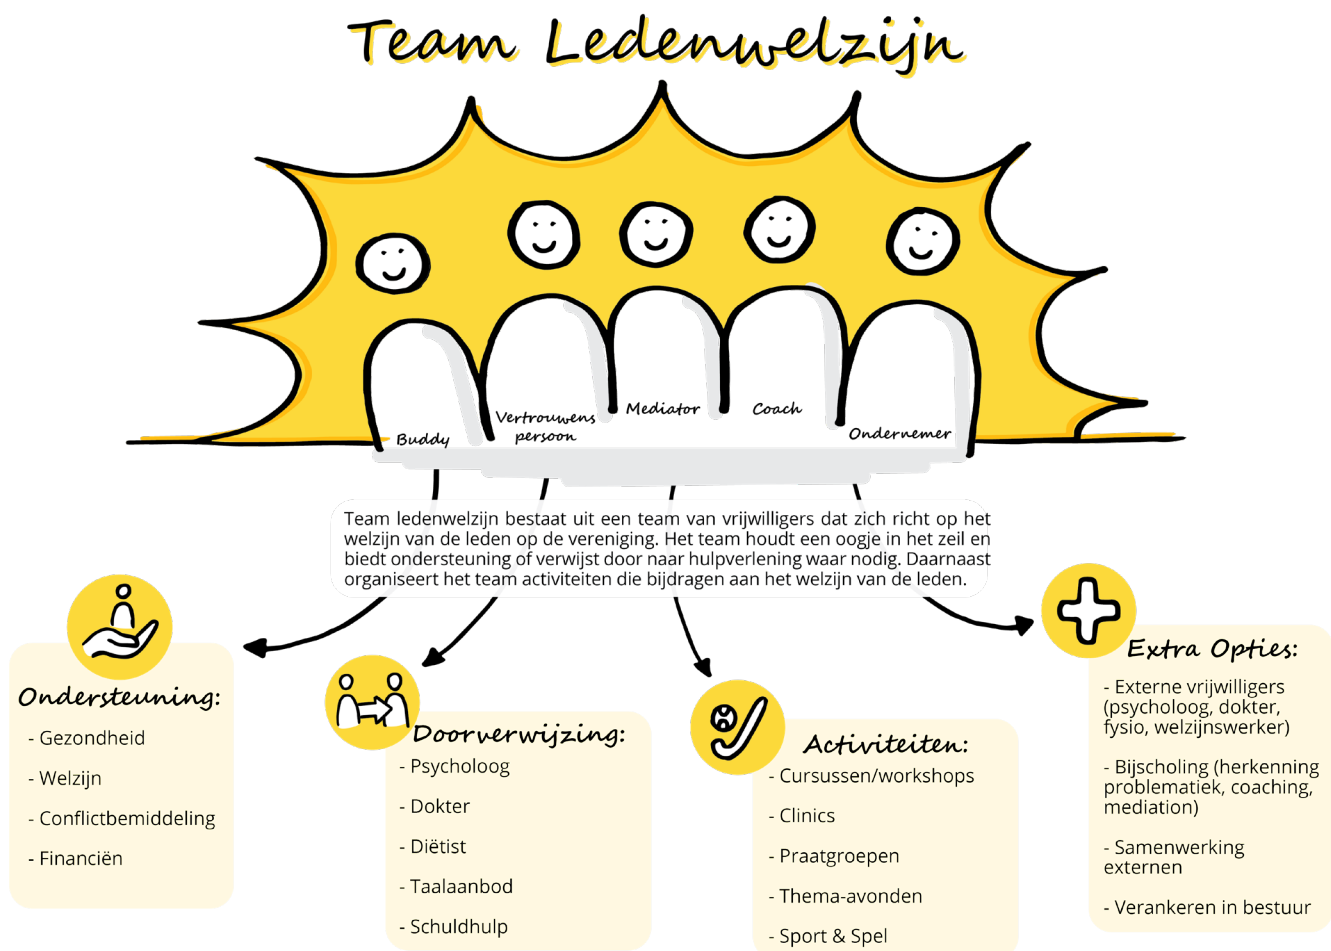 Team Ledenwelzijn
Buddy
Vertrouwens
persoon
Mediator
Coach
Ondernemer
Team ledenwelzijn bestaat uit een team van vrijwilligers dat zich richt op het
welzijn van de leden op de vereniging. Het team houdt een oogje in het zeil en
biedt ondersteuning of verwijst door naar hulpverlening waar nodig. Daarnaast
organiseert het team activiteiten die bijdragen aan het welzijn van de leden.
Ondersteuning:
- Gezondheid
- Welzijn
- Conflictbemiddeling
- Financiën
Doorverwijzing:
- Psycholoog
- Dokter
- Diëtist
- Taalaanbod
- Schuldhulp
Activiteiten:
- Cursussen/workshops
- Clinics
- Praatgroepen
- Thema-avonden
- Sport & Spel
Extra Opties:
- Externe vrijwilligers
(psycholoog, dokter,
fysio, welzijnswerker)
- Bijscholing (herkenning
problematiek, coaching,
mediation)
- Samenwerking
externen
- Verankeren in bestuur